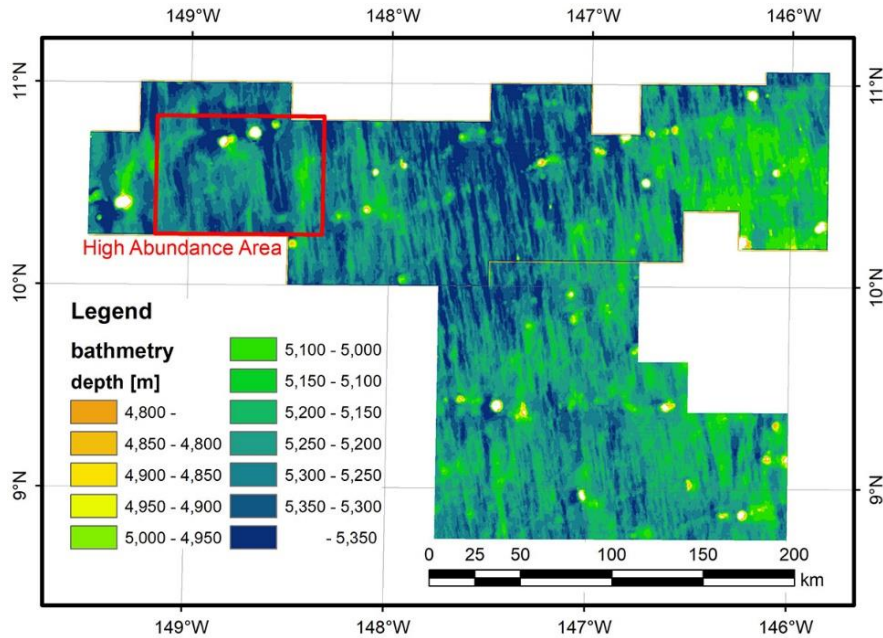 149°W 148°W 147°W 146°W
11°N 11°N
High Abundance Area
10°N 10°N
Legend
bathmetry
depth [m]
4,800 -
4,850 - 4,800
4,900 - 4,850
4,950 - 4,900
5,000 - 4,950
5,100 - 5,000
5,150 - 5,100
5,200 - 5,150
5,250 - 5,200
5,300 - 5,250
5,350 - 5,300
- 5,350
9°N 9°N
0 25 50 100 150 200
km
149°W 148°W 147°W 146°W